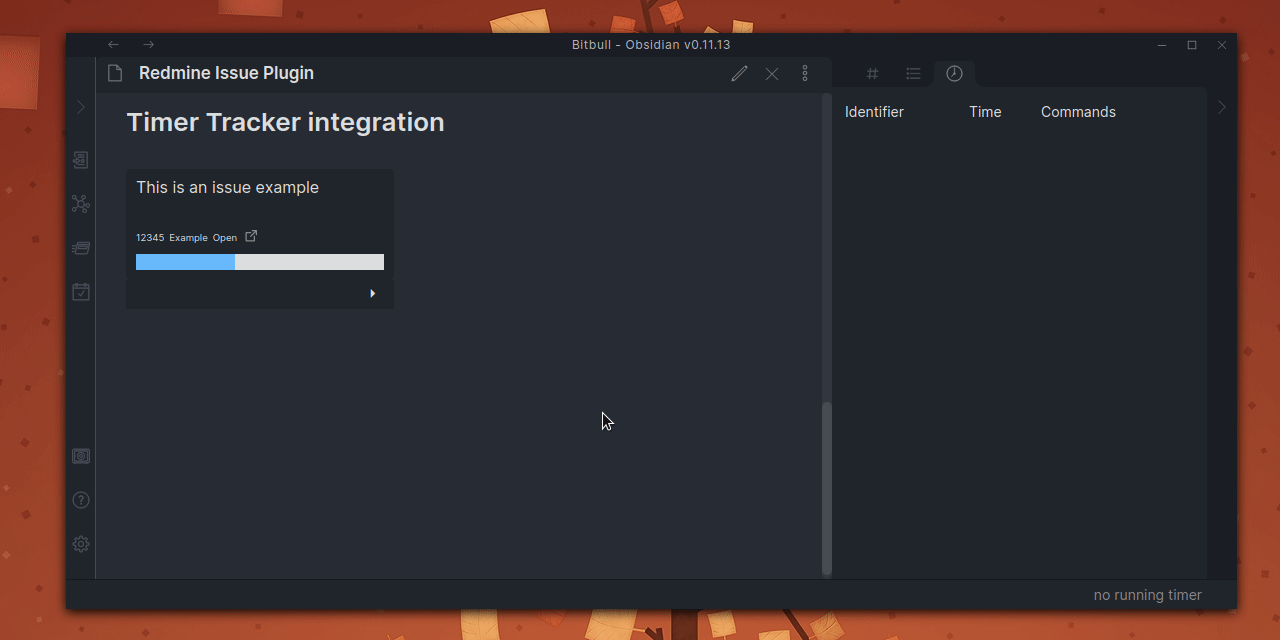 Bitbull - Obsidian v0.11.13
Redmine Issue Plugin
Identifier Time Commands
Timer Tracker integration
This is an issue example
12345 Example Open
no running timer